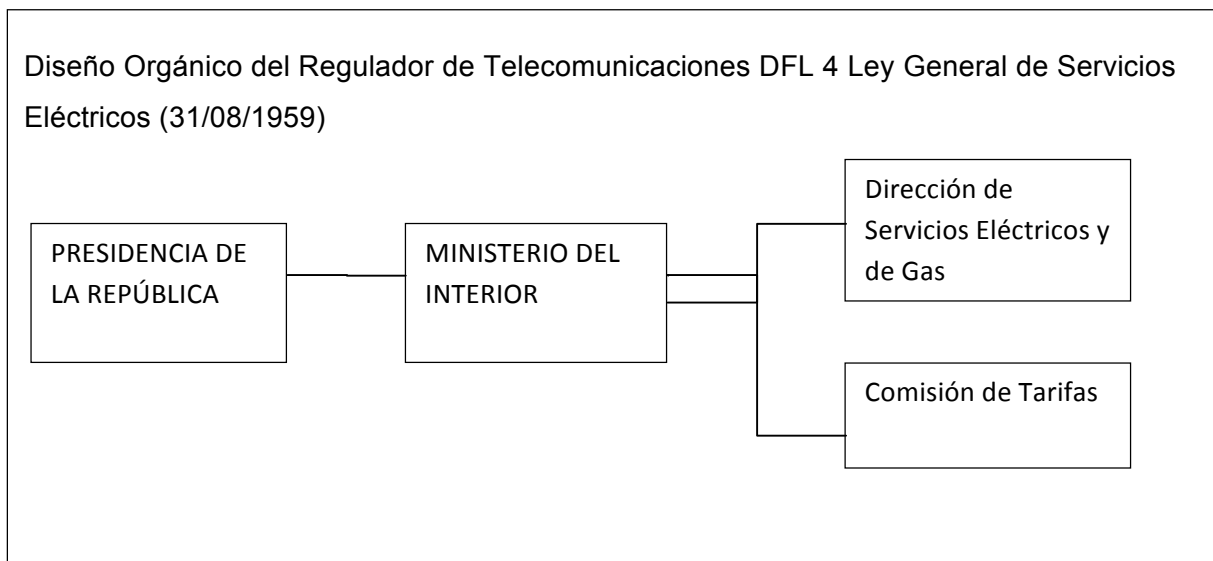 Diseño Orgánico del Regulador de Telecomunicaciones DFL 4 Ley General de Servicios
Eléctricos (31/08/1959)
PRESIDENCIA DE
LA REPÚBLICA
MINISTERIO DEL
INTERIOR
Dirección de
Servicios Eléctricos y
de Gas
Comisión de Tarifas